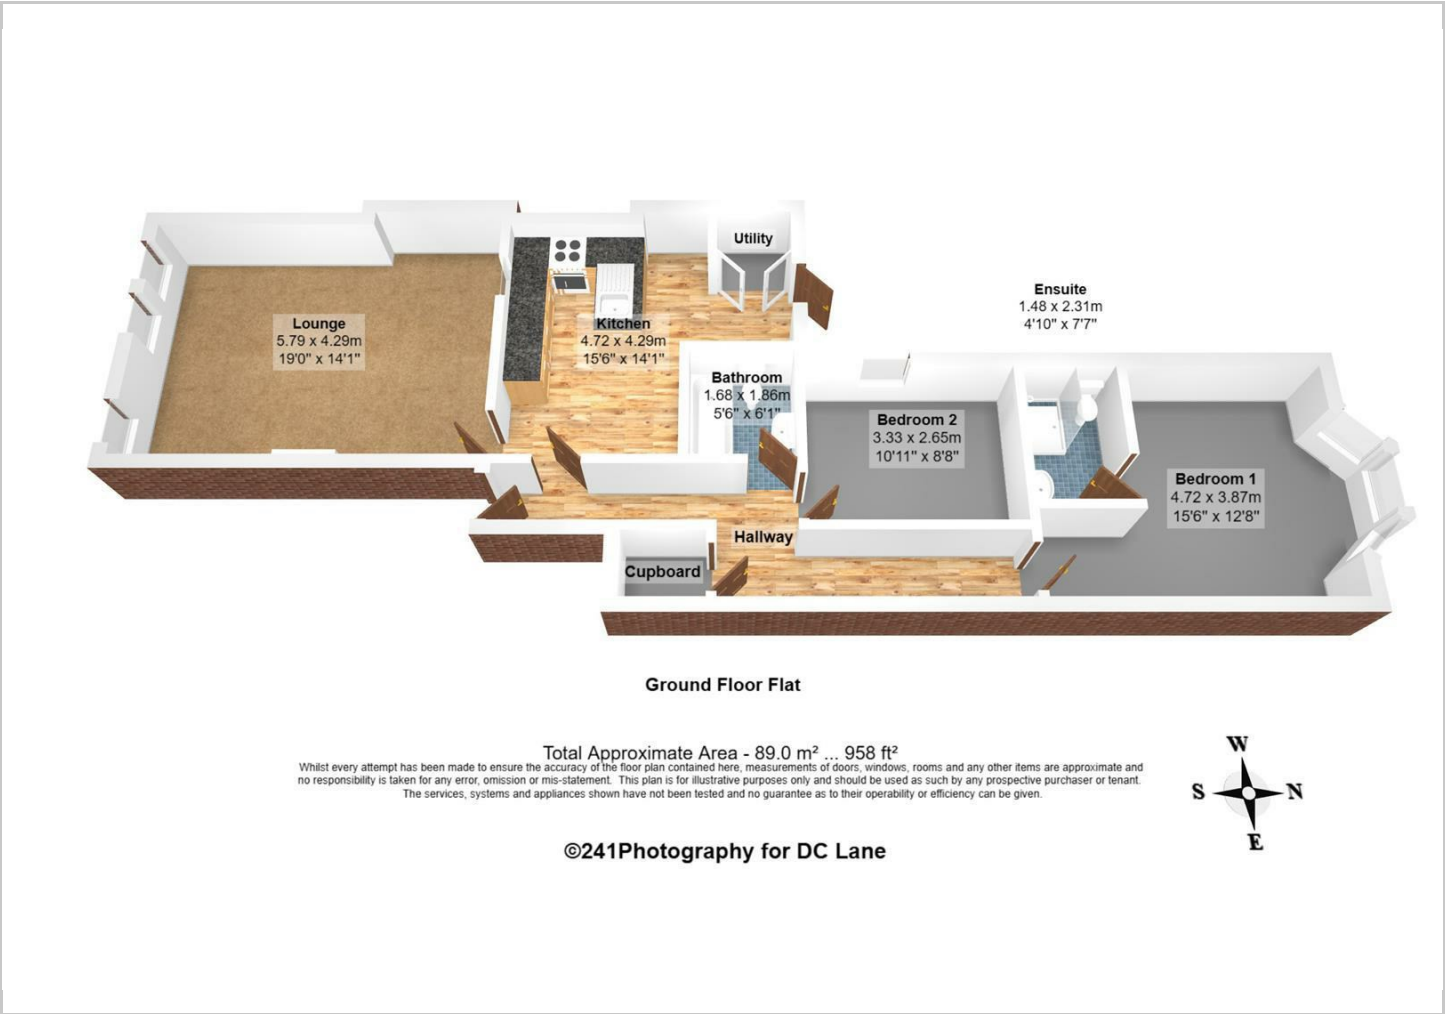 Utility
Ensuite
1.48 x 2.31m
4'10" x 7'7"
Lounge
5.79 x 4.29m
19'0" x 14'1"
Kitchen
4.72 x 4.29m
15'6" x 14'1"
Bathroom
1.68 x 1.86m
5'6" x 6'1"
Bedroom 2
3.33 x 2.65m
10'11" x 8'8"
Bedroom 1
4.72 x 3.87m
15'6" x 12'8"
Hallway
Cupboard
Ground Floor Flat
Total Approximate Area - 89.0 m² ... 958 ft²
Whilst every attempt has been made to ensure the accuracy of the floor plan contained here, measurements of doors, windows, rooms and any other items are approximate and
no responsibility is taken for any error, omission or mis-statement. This plan is for illustrative purposes only and should be used as such by any prospective purchaser or tenant.
The services, systems and appliances shown have not been tested and no guarantee as to their operability or efficiency can be given.
W
S N
E
©241Photography for DC Lane